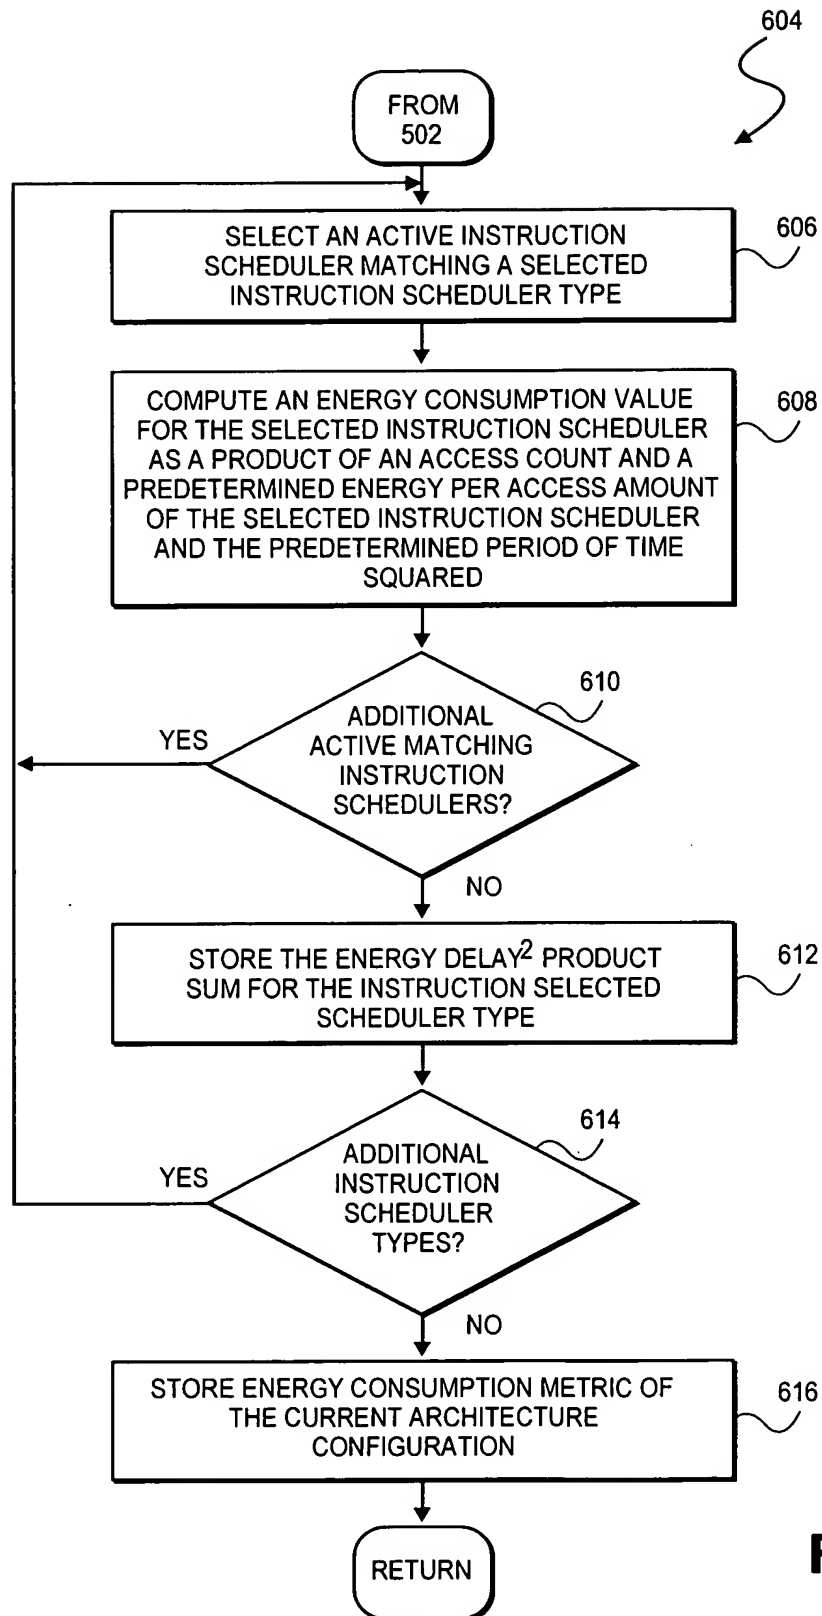 604
FROM
502
SELECT AN ACTIVE INSTRUCTION
SCHEDULER MATCHING A SELECTED
INSTRUCTION SCHEDULER TYPE
606
COMPUTE AN ENERGY CONSUMPTION VALUE
FOR THE SELECTED INSTRUCTION SCHEDULER
AS A PRODUCT OF AN ACCESS COUNT AND A
PREDETERMINED ENERGY PER ACCESS AMOUNT
OF THE SELECTED INSTRUCTION SCHEDULER
AND THE PREDETERMINED PERIOD OF TIME
SQUARED
608
ADDITIONAL
ACTIVE MATCHING
INSTRUCTION
SCHEDULERS?
610
YES
NO
STORE THE ENERGY DELAY² PRODUCT
SUM FOR THE INSTRUCTION SELECTED
SCHEDULER TYPE
612
ADDITIONAL
INSTRUCTION
SCHEDULER
TYPES?
614
YES
NO
STORE ENERGY CONSUMPTION METRIC OF
THE CURRENT ARCHITECTURE
CONFIGURATION
616
RETURN